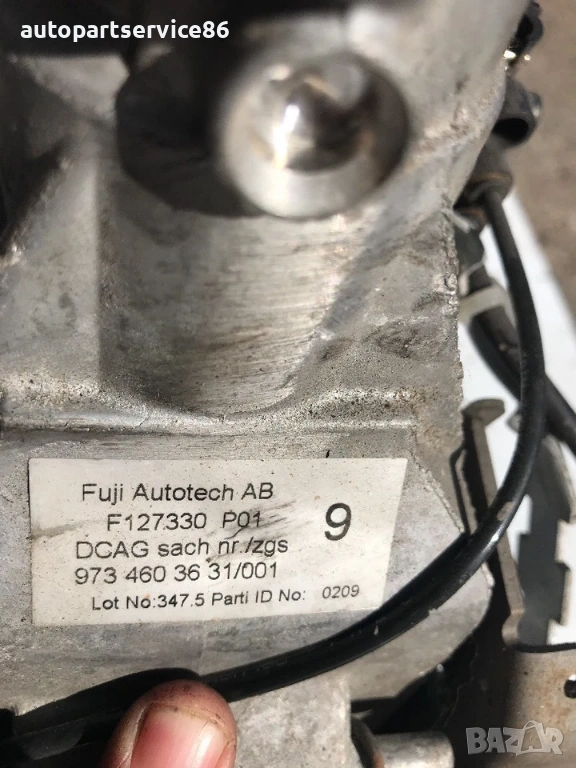 autopartservice86
Fuji Autotech AB
F127330 P01 9
DCAG sach nr./zgs
973 460 36 31/001
Lot No:347.5 Parti ID No: 0209
BAZAR